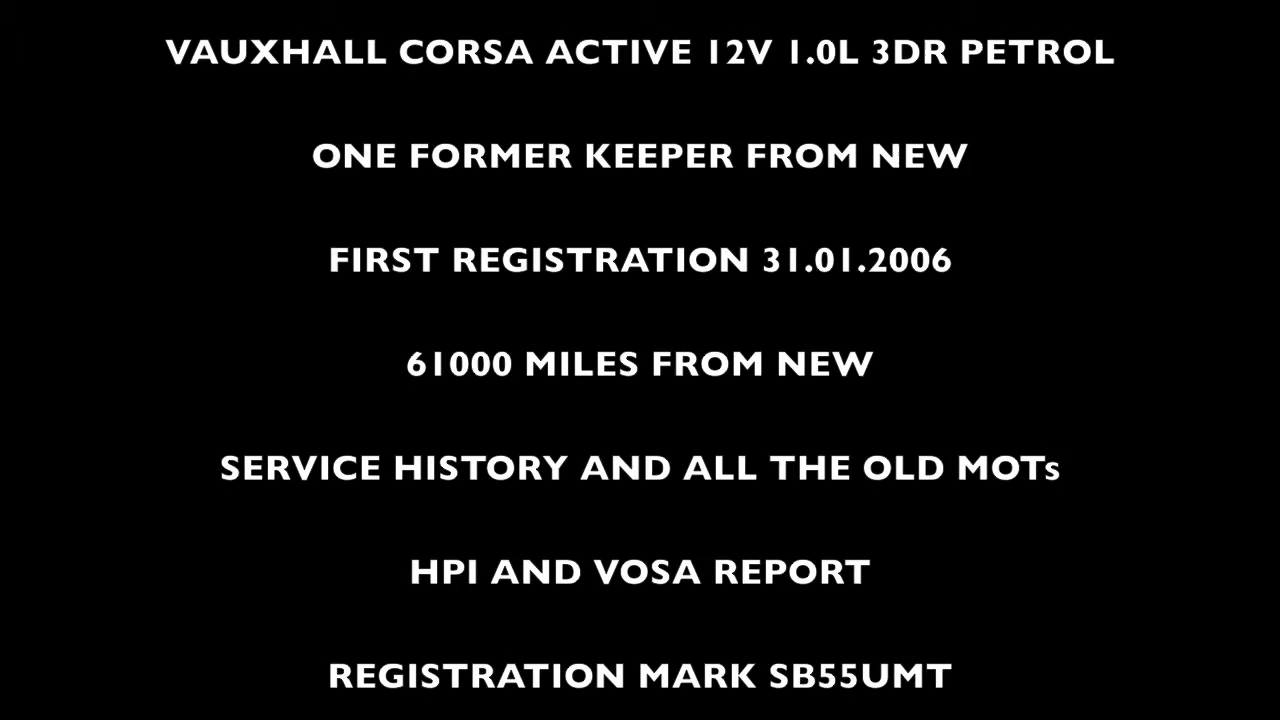 VAUXHALL CORSA ACTIVE 12V 1.0L 3DR PETROL
ONE FORMER KEEPER FROM NEW
FIRST REGISTRATION 31.01.2006
61000 MILES FROM NEW
SERVICE HISTORY AND ALL THE OLD MOTs
HPI AND VOSA REPORT
REGISTRATION MARK SB55UMT